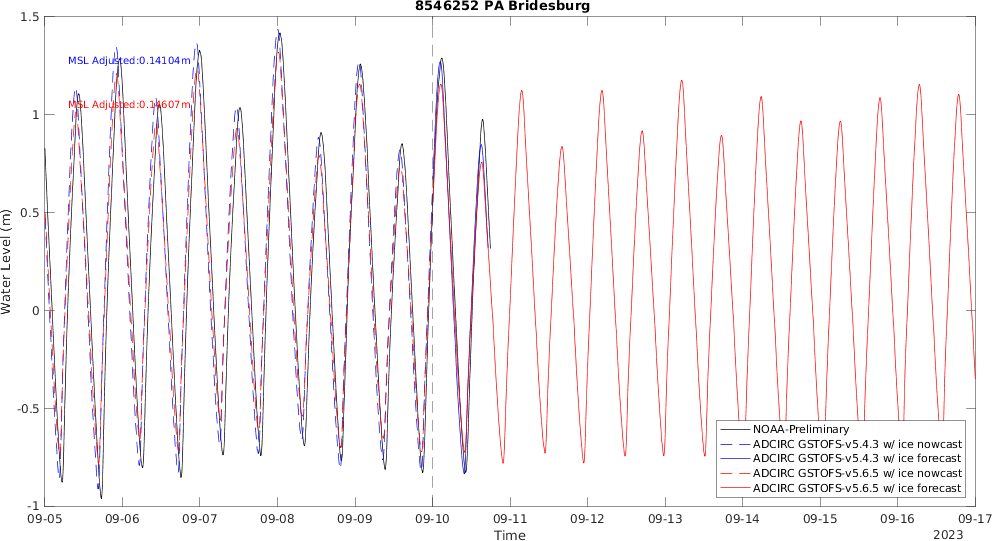 8546252 PA Bridesburg
Water Level (m)
1.5
1
0.5
0
-0.5
-1
MSL Adjusted:0.14104m
MSL Adjusted:0.14607m
NOAA-Preliminary
ADCIRC GSTOFS-v5.4.3 w/ ice nowcast
ADCIRC GSTOFS-v5.4.3 w/ ice forecast
ADCIRC GSTOFS-v5.6.5 w/ ice nowcast
ADCIRC GSTOFS-v5.6.5 w/ ice forecast
09-05 09-06 09-07 09-08 09-09 09-10 09-11 09-12 09-13 09-14 09-15 09-16 09-17
Time
2023